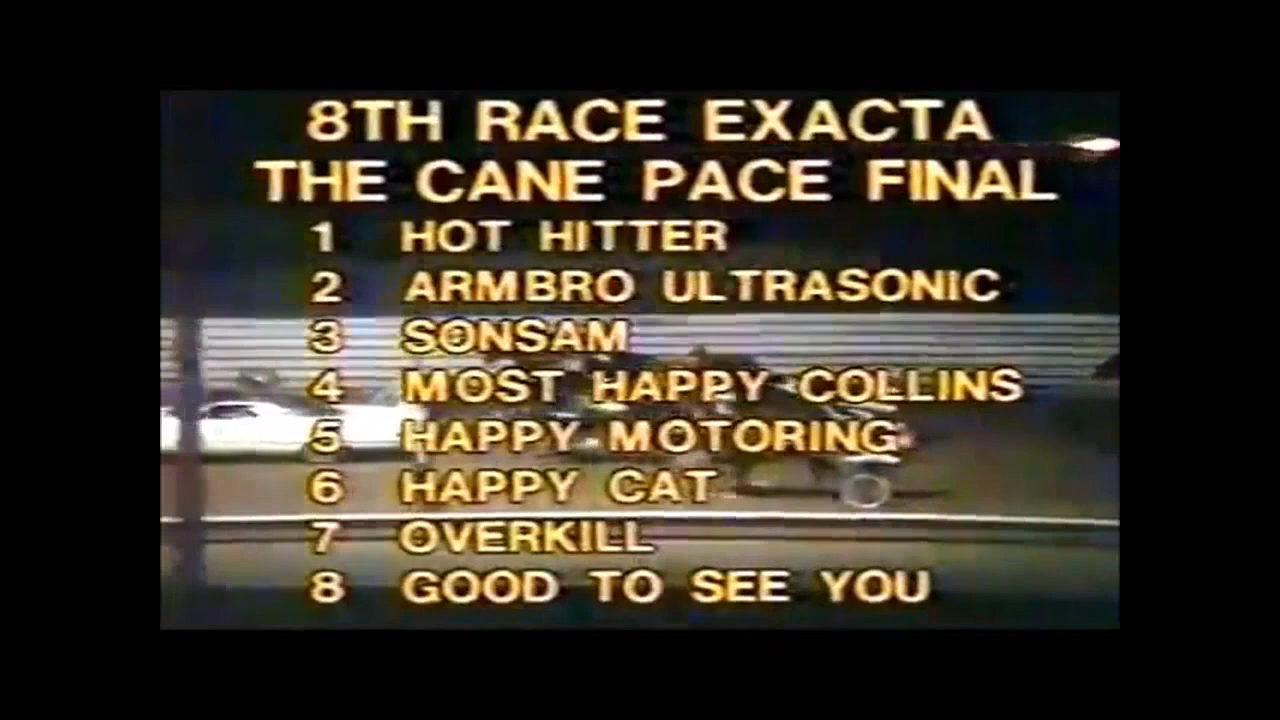 8TH RACE EXACTA
THE CANE PACE FINAL
1 HOT HITTER
2 ARMBRO ULTRASONIC
3 SONSAM
4 MOST HAPPY COLLINS
5 HAPPY MOTORING
6 HAPPY CAT
7 OVERKILL
8 GOOD TO SEE YOU